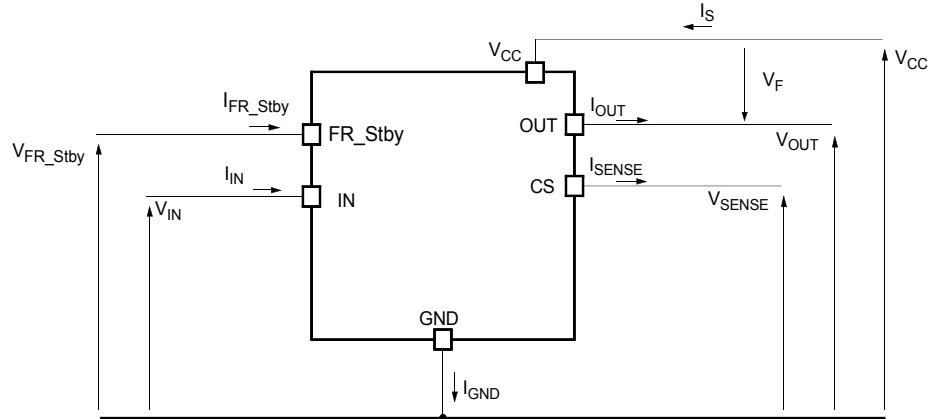 I_S
V_CC
V_CC
V_F
I_FR_Stby
I_OUT
FR_Stby
OUT
V_FR_Stby
V_OUT
I_IN
I_SENSE
IN
CS
V_IN
V_SENSE
GND
I_GND